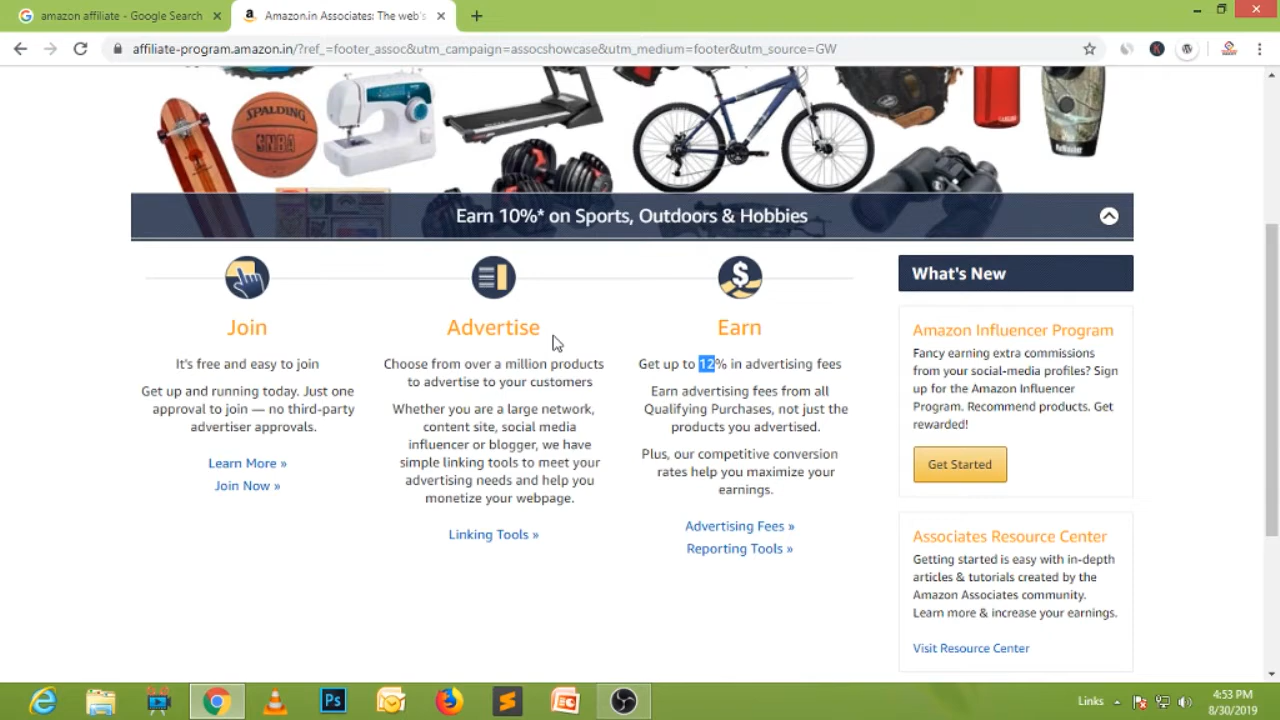 amazon affiliate - Google Search
Amazon.in Associates: The web's
affiliate-program.amazon.in/?ref_=footer_assoc&utm_campaign=assocshowcase&utm_medium=footer&utm_source=GW
SPALDING
NBA
Earn 10%* on Sports, Outdoors & Hobbies
Join
It's free and easy to join
Get up and running today. Just one
approval to join — no third-party
advertiser approvals.
Learn More »
Join Now »
Advertise
Choose from over a million products
to advertise to your customers
Whether you are a large network,
content site, social media
influencer or blogger, we have
simple linking tools to meet your
advertising needs and help you
monetize your webpage.
Linking Tools »
Earn
Get up to 12% in advertising fees
Earn advertising fees from all
Qualifying Purchases, not just the
products you advertised.
Plus, our competitive conversion
rates help you maximize your
earnings.
Advertising Fees »
Reporting Tools »
What's New
Amazon Influencer Program
Fancy earning extra commissions
from your social-media profiles? Sign
up for the Amazon Influencer
Program. Recommend products. Get
rewarded!
Get Started
Associates Resource Center
Getting started is easy with in-depth
articles & tutorials created by the
Amazon Associates community.
Learn more & increase your earnings.
Visit Resource Center
Ps
Links
4:53 PM
8/30/2019